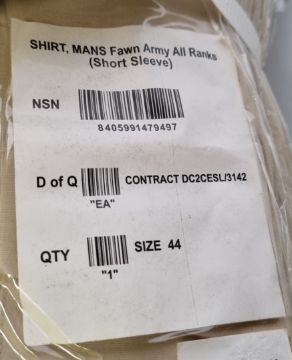 SHIRT, MANS Fawn Army All Ranks
(Short Sleeve)
NSN
8405991479497
D of Q CONTRACT DC2CESL/3142
"EA"
QTY SIZE 44
"1"